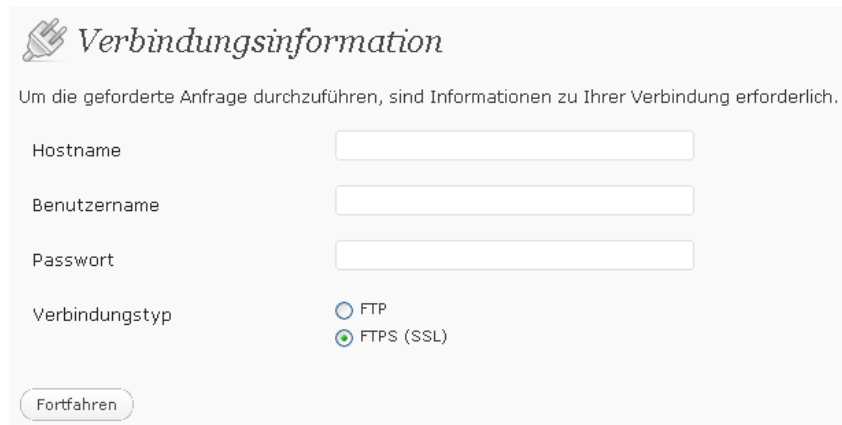 Verbindungsinformation
Um die geforderte Anfrage durchzuführen, sind Informationen zu Ihrer Verbindung erforderlich.
Hostname
Benutzername
Passwort
Verbindungstyp
FTP
FTPS (SSL)
Fortfahren